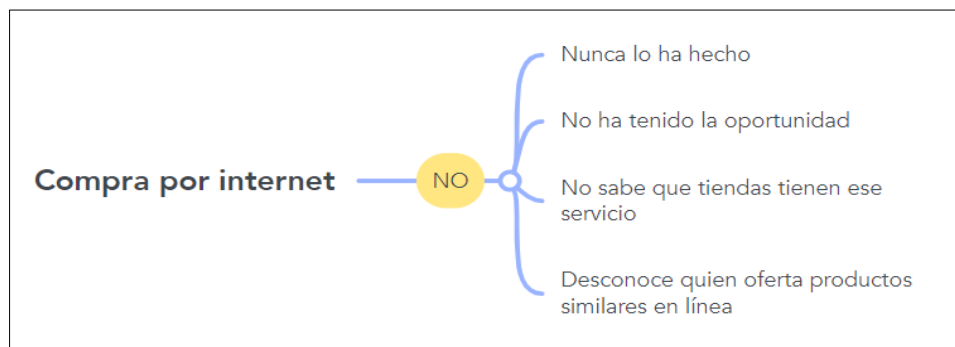 Compra por internet
NO
Nunca lo ha hecho
No ha tenido la oportunidad
No sabe que tiendas tienen ese
servicio
Desconoce quien oferta productos
similares en línea